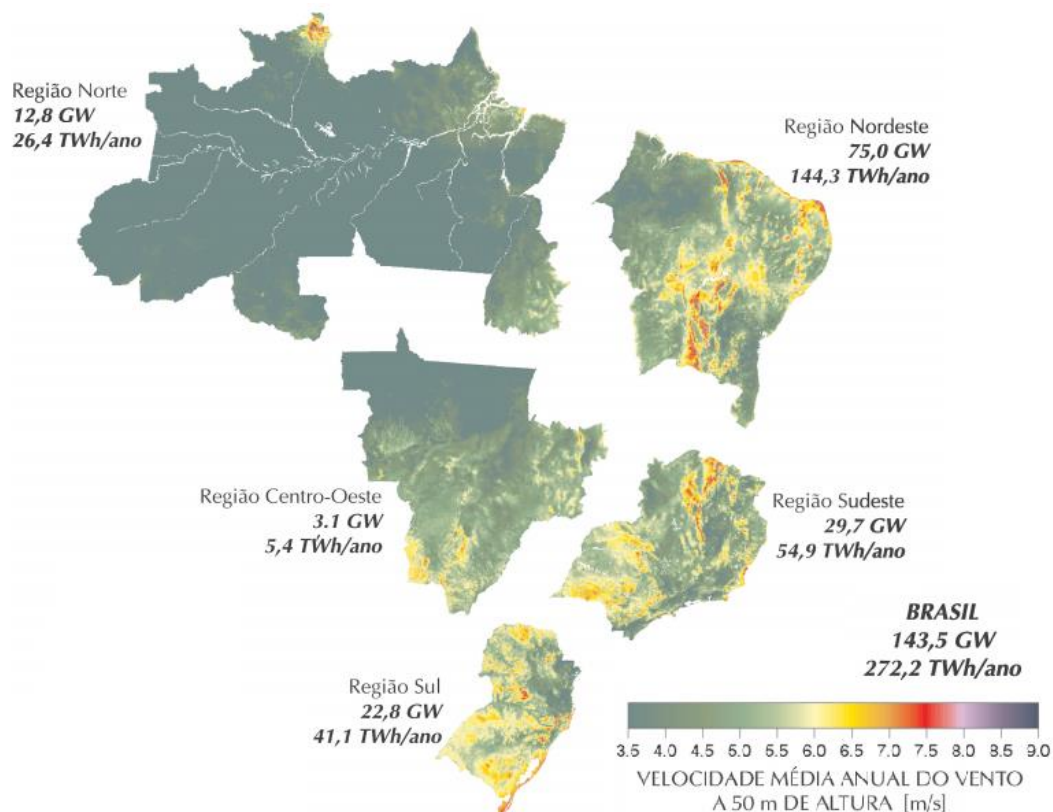 Região Norte
12,8 GW
26,4 TWh/ano
Região Nordeste
75,0 GW
144,3 TWh/ano
Região Centro-Oeste
3.1 GW
5,4 TWh/ano
Região Sudeste
29,7 GW
54,9 TWh/ano
BRASIL
143,5 GW
272,2 TWh/ano
Região Sul
22,8 GW
41,1 TWh/ano
3.5 4.0 4.5 5.0 5.5 6.0 6.5 7.0 7.5 8.0 8.5 9.0
VELOCIDADE MÉDIA ANUAL DO VENTO
A 50 m DE ALTURA [m/s]